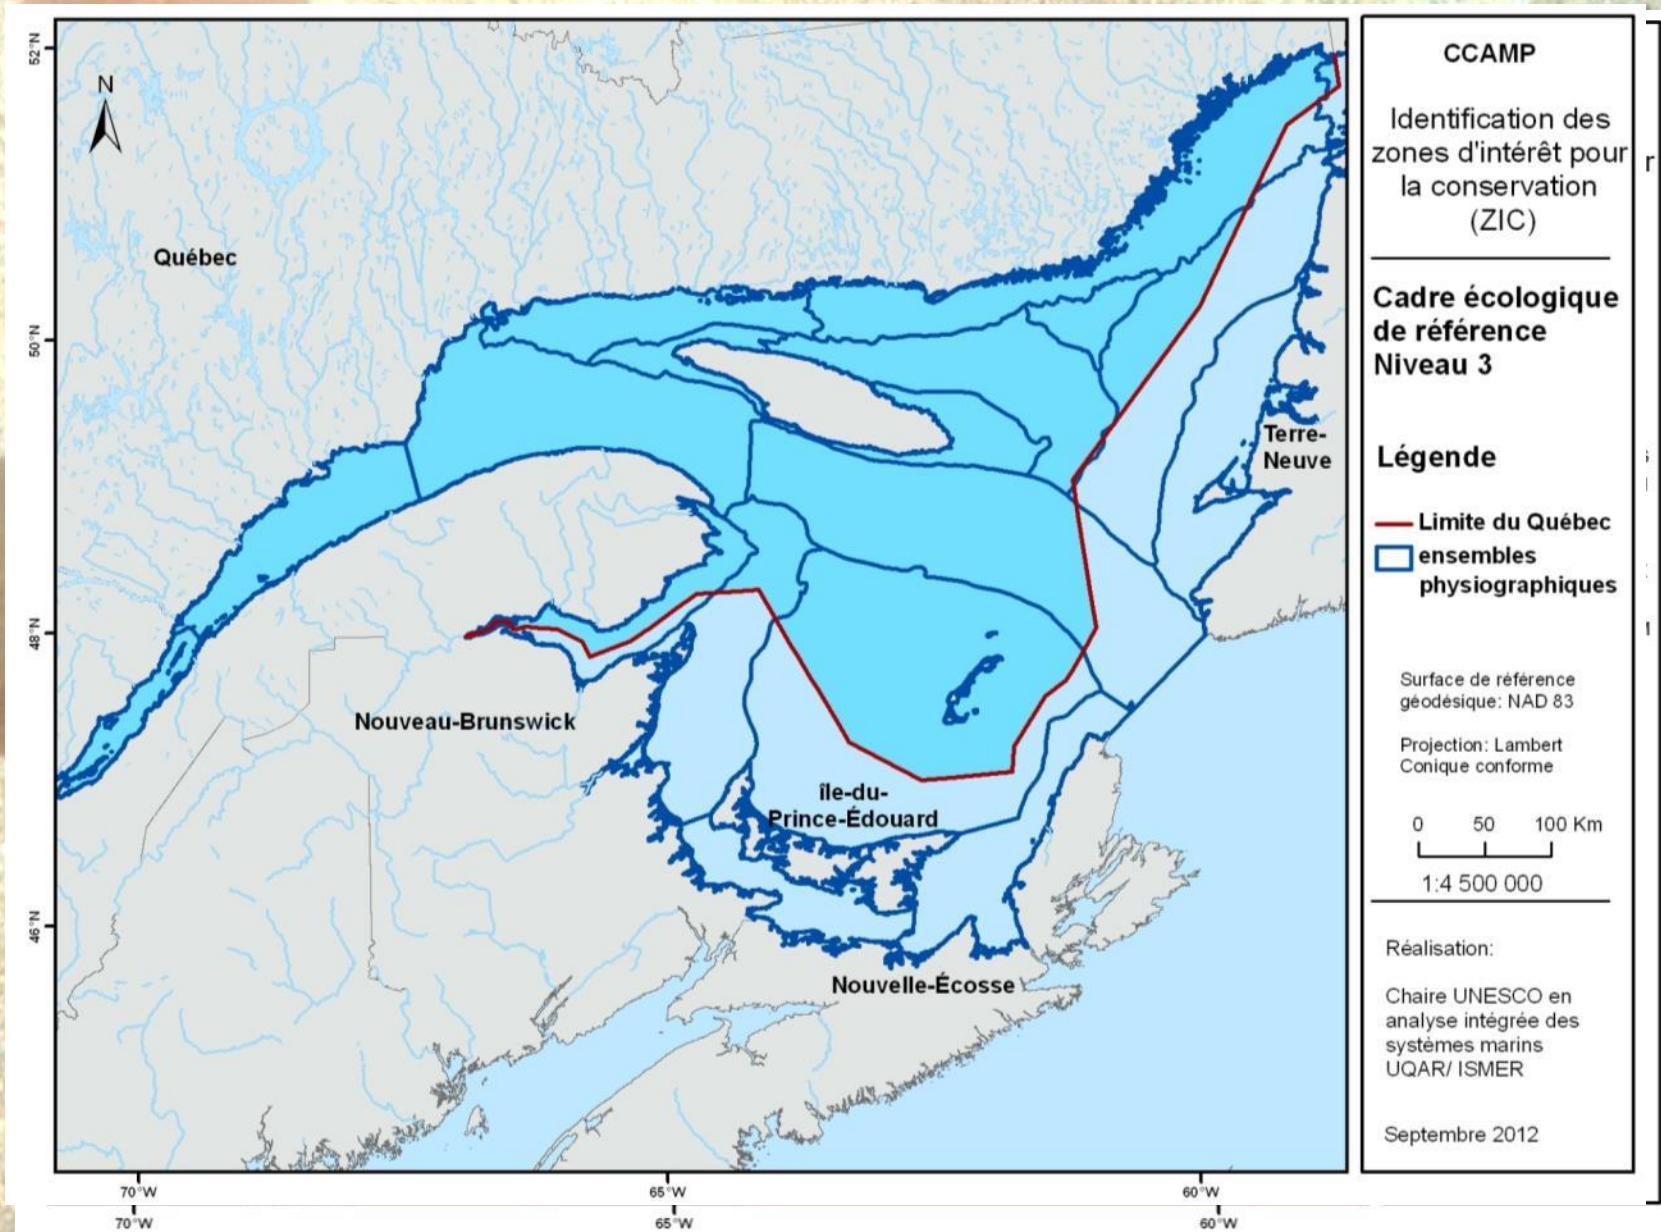 52°N
50°N
48°N
46°N
N
Québec
Terre-
Neuve
Nouveau-Brunswick
île-du-
Prince-Édouard
Nouvelle-Écosse
70°W
65°W
60°W
70°W
65°W
60°W
CCAMP
Identification des
zones d'intérêt pour
la conservation
(ZIC)
Cadre écologique
de référence
Niveau 3
Légende
Limite du Québec
ensembles
physiographiques
Surface de référence
géodésique: NAD 83
Projection: Lambert
Conique conforme
0 50 100 Km
1:4 500 000
Réalisation:
Chaire UNESCO en
analyse intégrée des
systèmes marins
UQAR/ ISMER
Septembre 2012